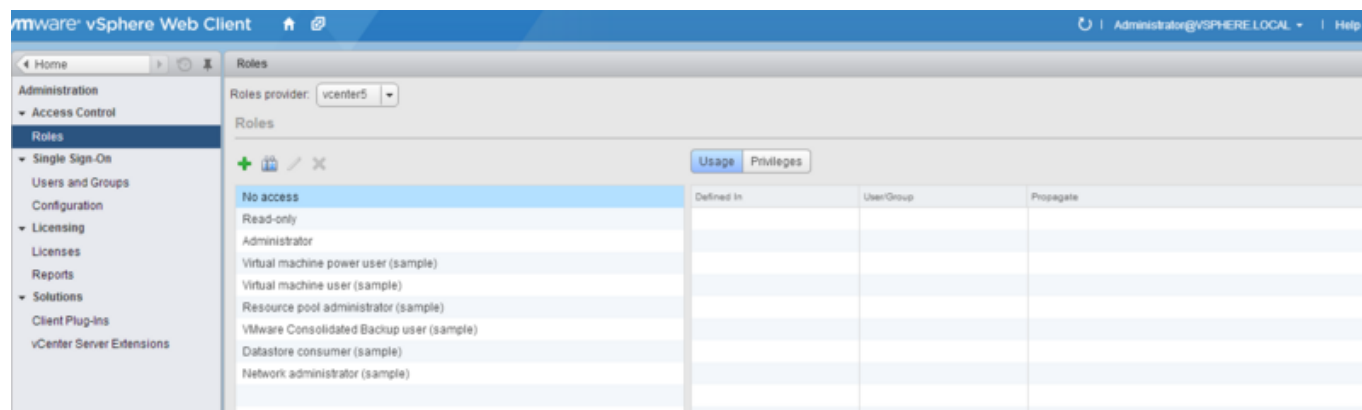 vmware vSphere Web Client
Administrator@VSPHERE.LOCAL
Help
Home
Administration
Access Control
Roles
Single Sign-On
Users and Groups
Configuration
Licensing
Licenses
Reports
Solutions
Client Plug-Ins
vCenter Server Extensions
Roles
Roles provider: vcenter5
Roles
No access
Read-only
Administrator
Virtual machine power user (sample)
Virtual machine user (sample)
Resource pool administrator (sample)
VMware Consolidated Backup user (sample)
Datastore consumer (sample)
Network administrator (sample)
Usage Privileges
Defined In User/Group Propagate